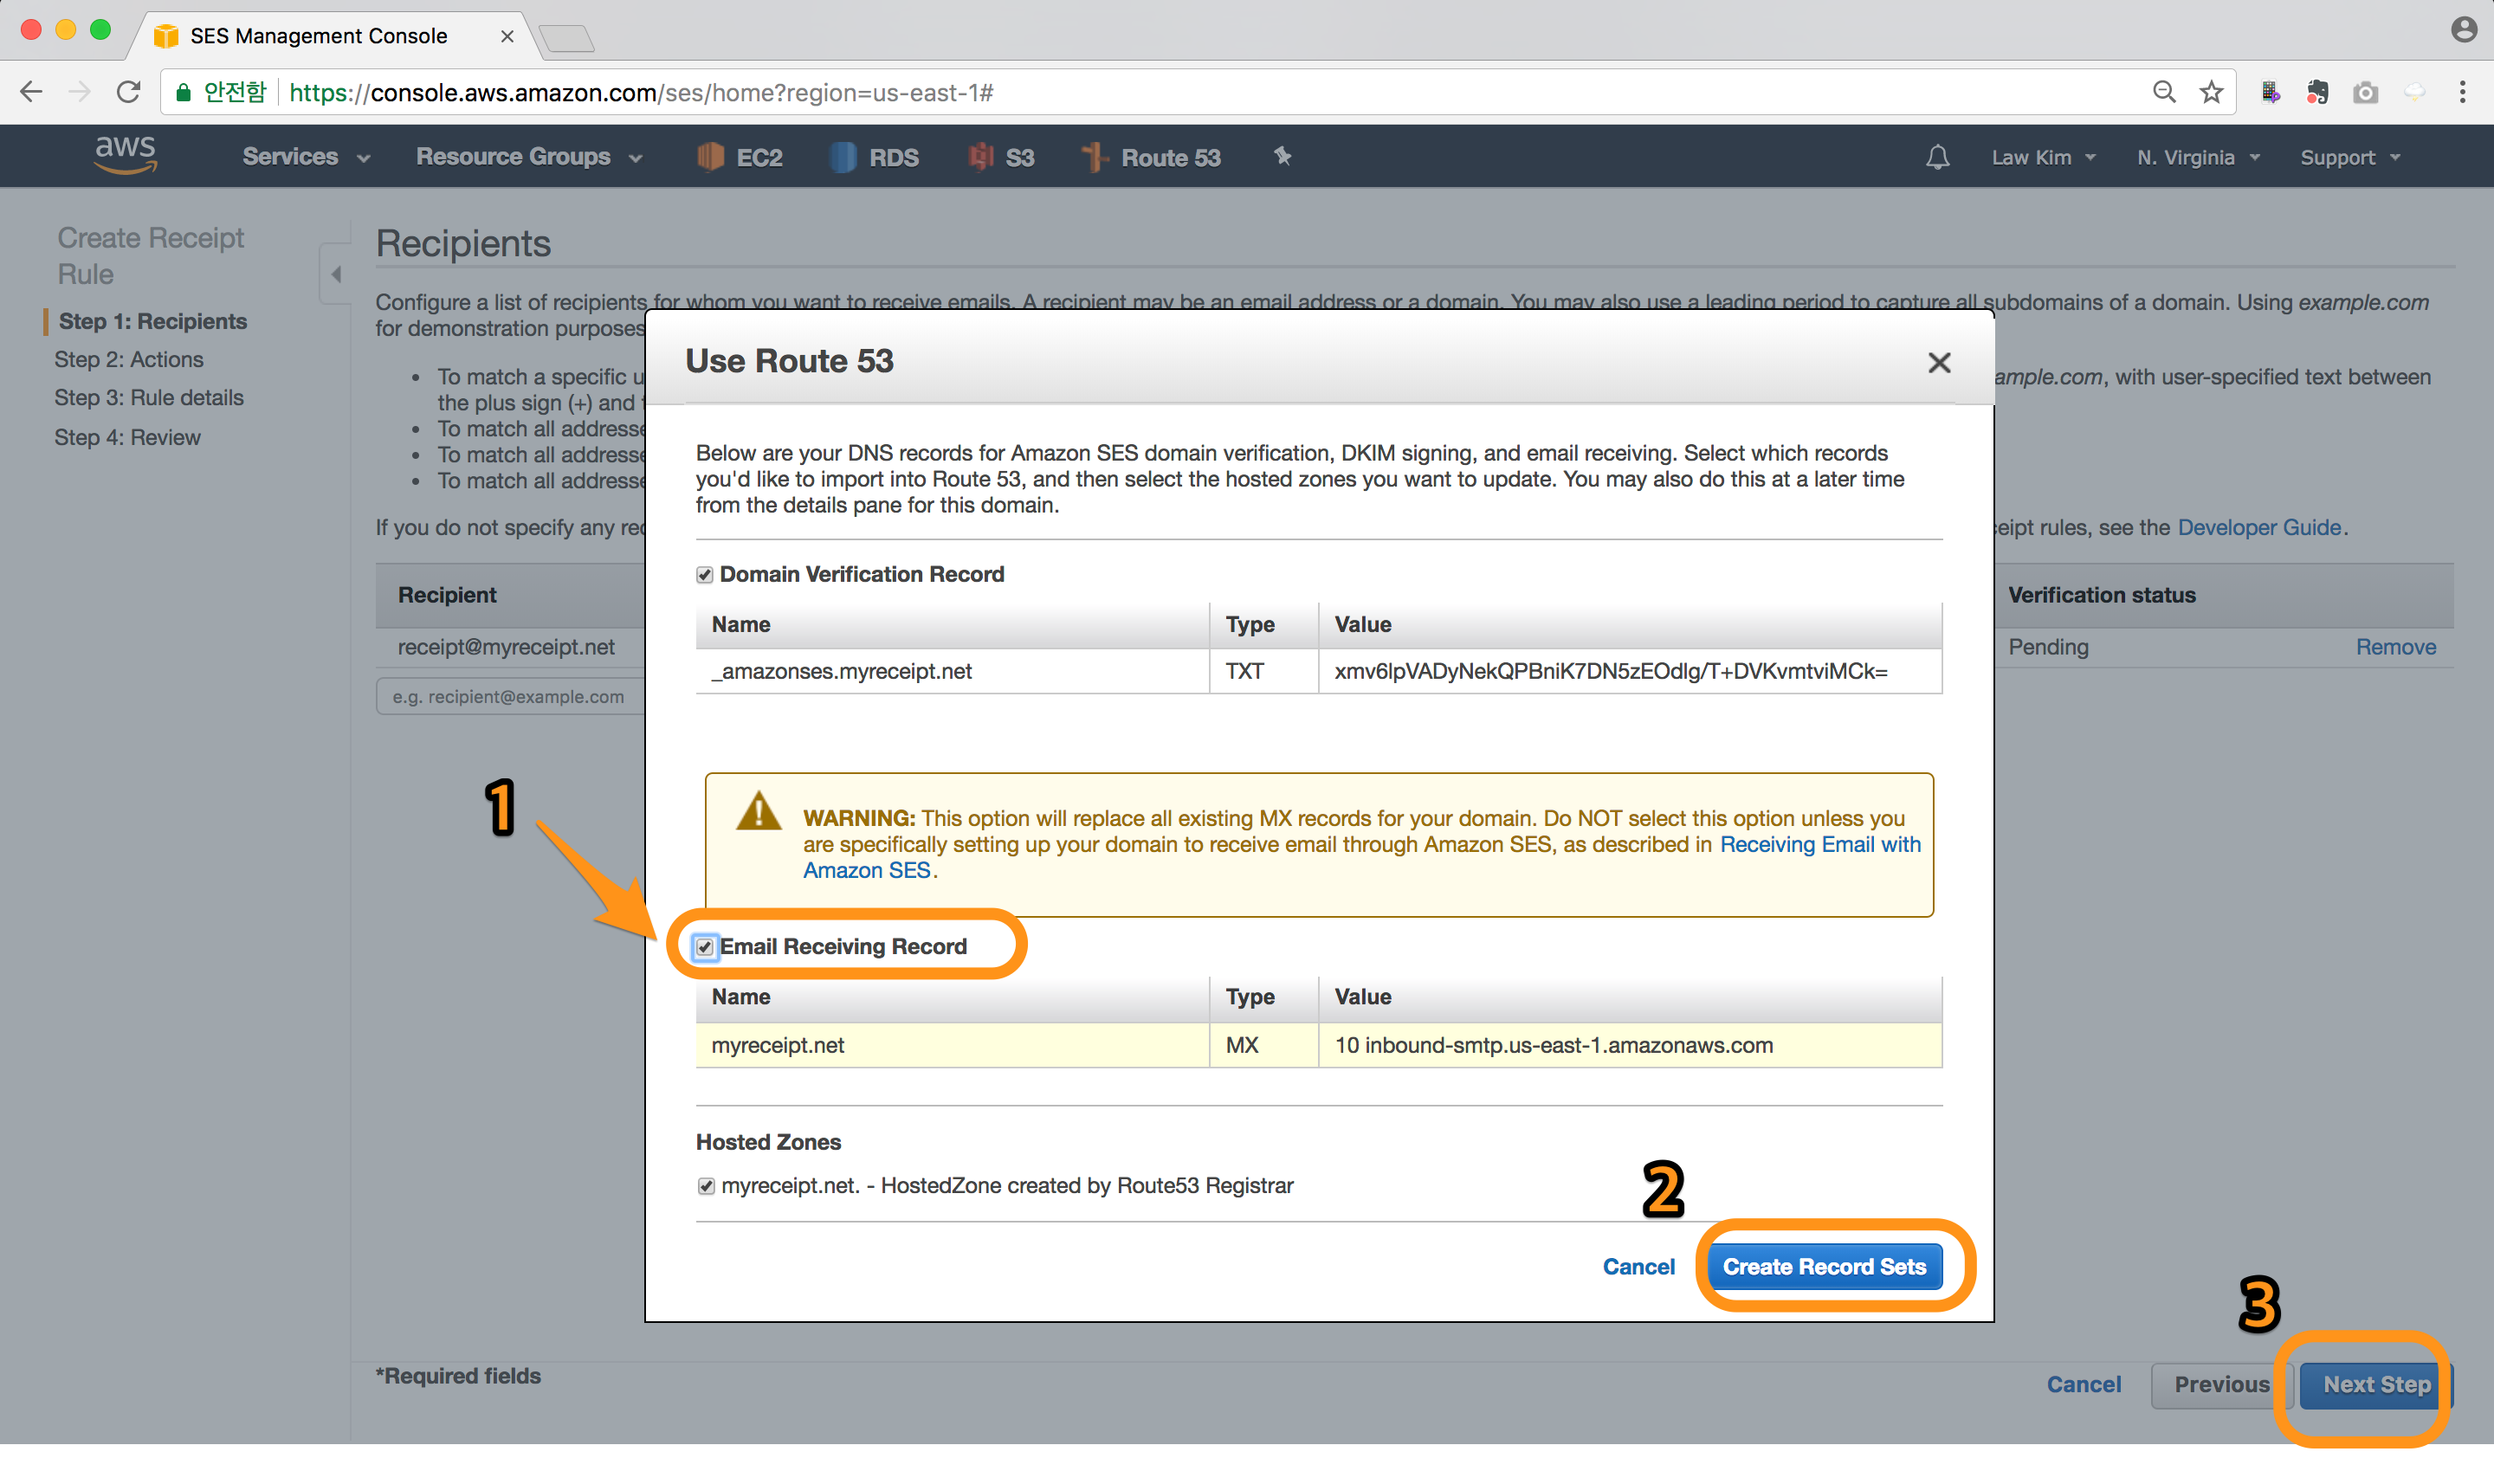 SES Management Console
안전함 https://console.aws.amazon.com/ses/home?region=us-east-1#
aws Services Resource Groups EC2 RDS S3 Route 53 Law Kim N. Virginia Support
Create Receipt
Rule
Step 1: Recipients
Step 2: Actions
Step 3: Rule details
Step 4: Review
Recipients
Configure a list of recipients for whom you want to receive emails. A recipient may be an email address or a domain. You may also use a leading period to capture all subdomains of a domain. Using example.com
for demonstration purposes
To match a specific u
ample.com, with user-specified text between
the plus sign (+) and
To match all addresse
To match all addresse
To match all addresse
If you do not specify any rec
eipt rules, see the Developer Guide.
Recipient
Verification status
receipt@myreceipt.net
Pending Remove
e.g. recipient@example.com
Use Route 53
Below are your DNS records for Amazon SES domain verification, DKIM signing, and email receiving. Select which records
you'd like to import into Route 53, and then select the hosted zones you want to update. You may also do this at a later time
from the details pane for this domain.
Domain Verification Record
Name Type Value
_amazonses.myreceipt.net TXT xmv6lpVADyNekQPBniK7DN5zEOdlg/T+DVKvmtviMCk=
1
WARNING: This option will replace all existing MX records for your domain. Do NOT select this option unless you
are specifically setting up your domain to receive email through Amazon SES, as described in Receiving Email with
Amazon SES.
Email Receiving Record
Name Type Value
myreceipt.net MX 10 inbound-smtp.us-east-1.amazonaws.com
Hosted Zones
myreceipt.net. - HostedZone created by Route53 Registrar
2
Cancel Create Record Sets
3
*Required fields
Cancel Previous Next Step